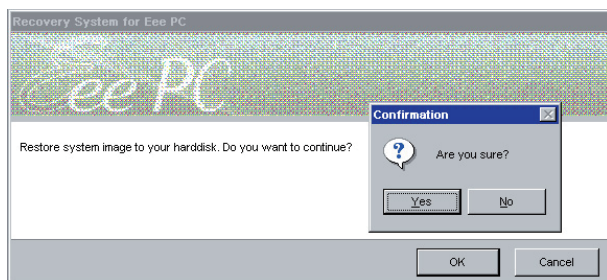 Recovery System for Eee PC
Eee PC
Confirmation
Restore system image to your harddisk. Do you want to continue?
Are you sure?
Yes
No
OK
Cancel